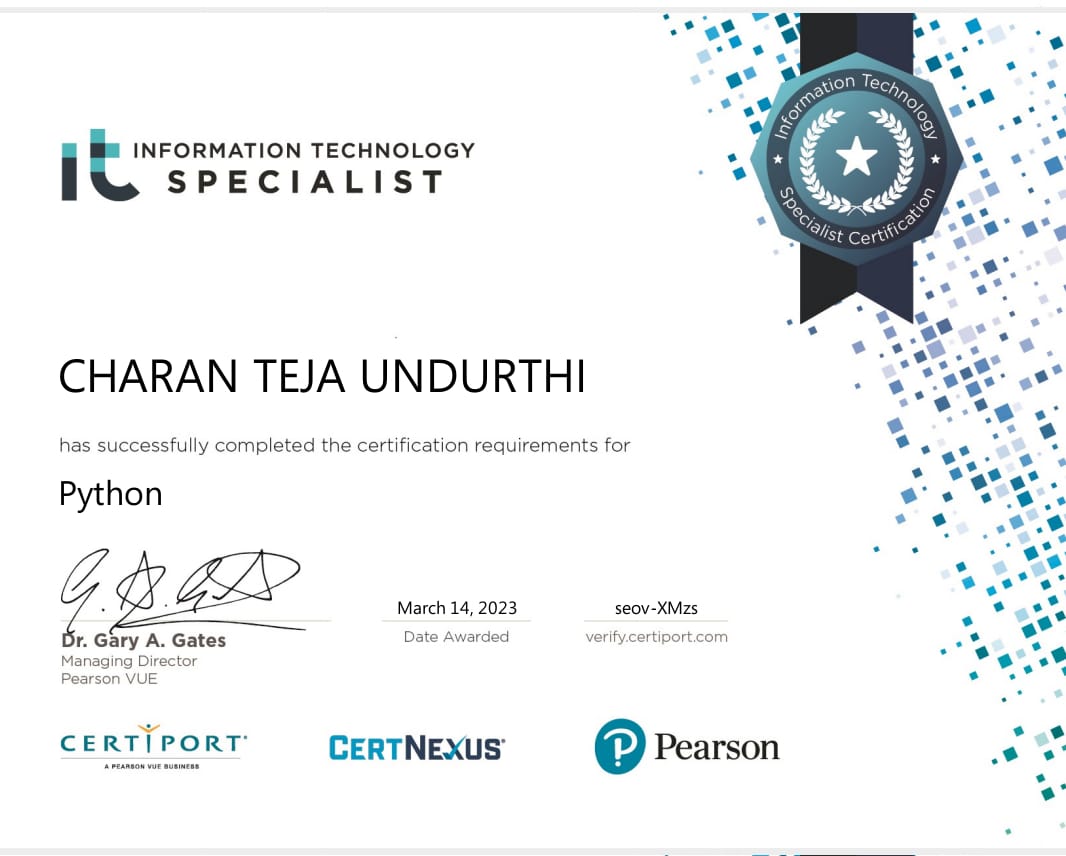 it INFORMATION TECHNOLOGY
SPECIALIST
Information Technology
Specialist Certification
CHARAN TEJA UNDURTHI
has successfully completed the certification requirements for
Python
March 14, 2023
seov-XMzs
Dr. Gary A. Gates
Date Awarded
verify.certiport.com
Managing Director
Pearson VUE
CERTIPORT
A PEARSON VUE BUSINESS
CERTNEXUS
P Pearson